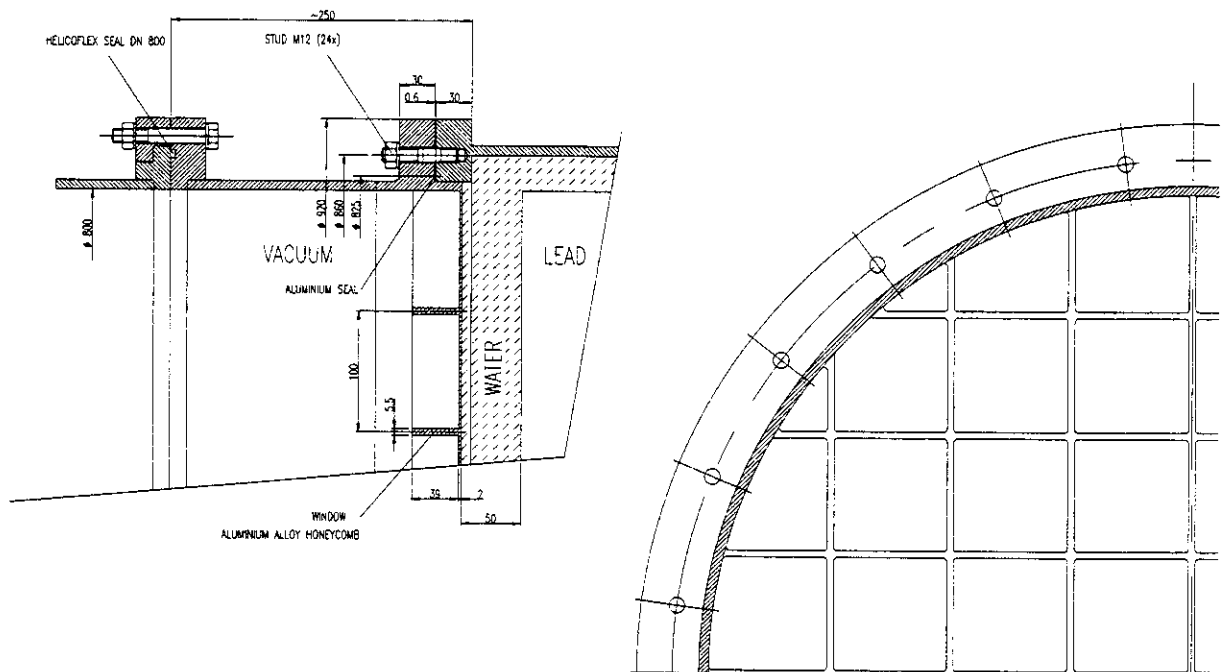 ~250
HELICOFLEX SEAL DN 800
STUD M12 (24x)
30
0.6
30
ϕ 920
ϕ 860
ϕ 825
ϕ 800
VACUUM
LEAD
ALUMINIUM SEAL
WATER
100
5.5
39
2
50
WINDOW
ALUMINIUM ALLOY HONEYCOMB